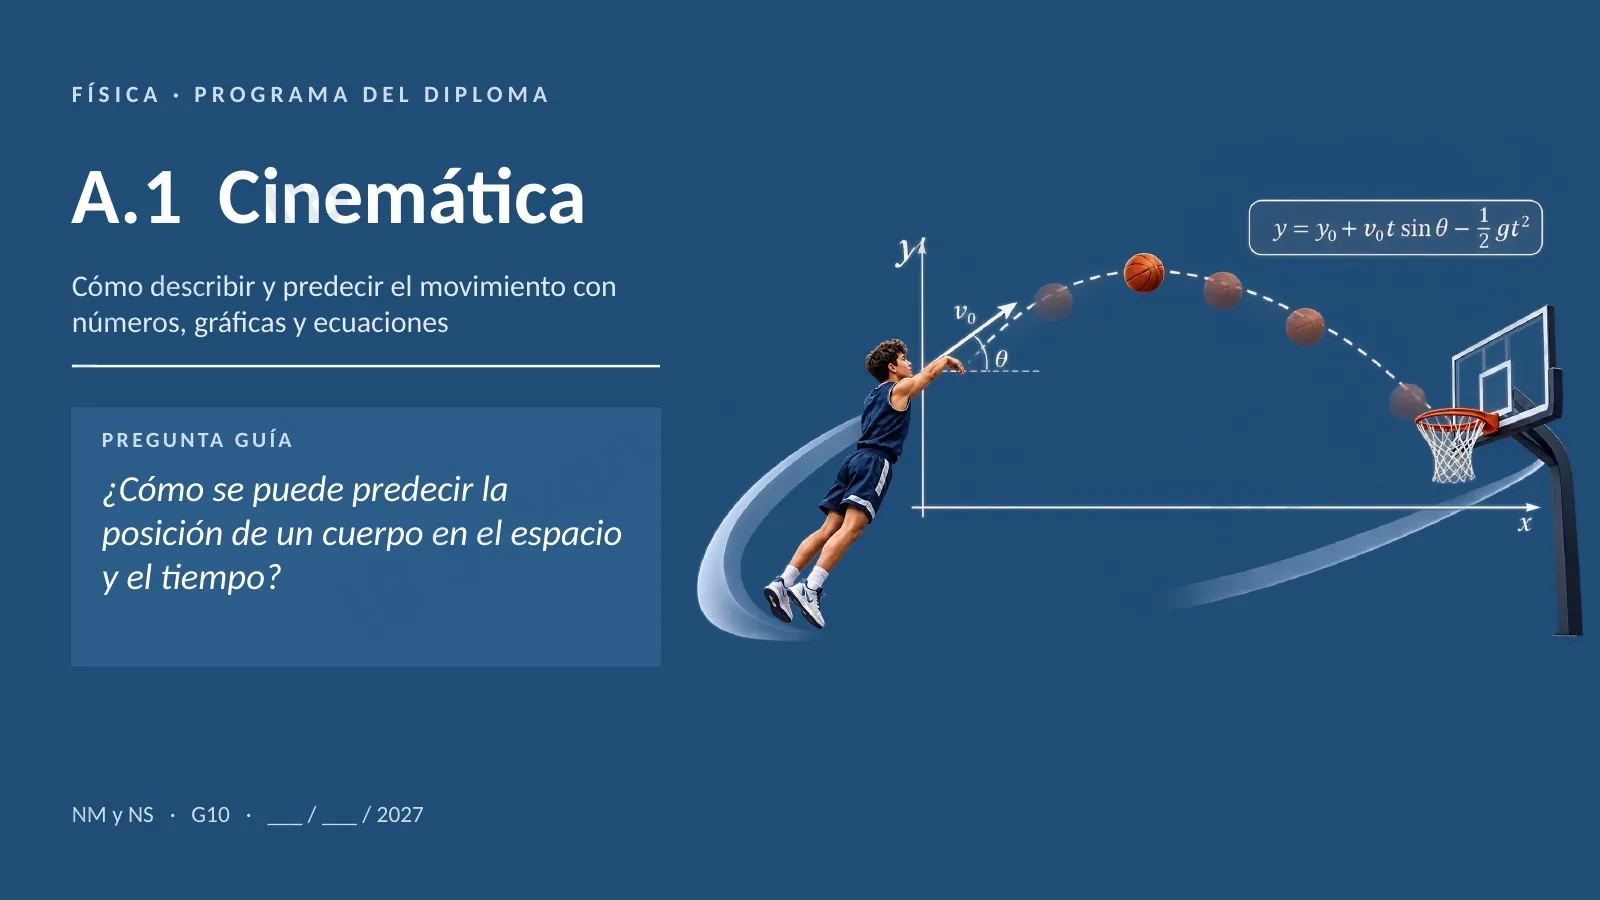 FÍSICA · PROGRAMA DEL DIPLOMA
A.1 Cinemática
Cómo describir y predecir el movimiento con
números, gráficas y ecuaciones
PREGUNTA GUÍA
¿Cómo se puede predecir la
posición de un cuerpo en el espacio
y el tiempo?
y = y₀ + v₀t sin θ − 1/2 gt²
y
v₀
θ
x
NM y NS · G10 · ___ / ___ / 2027